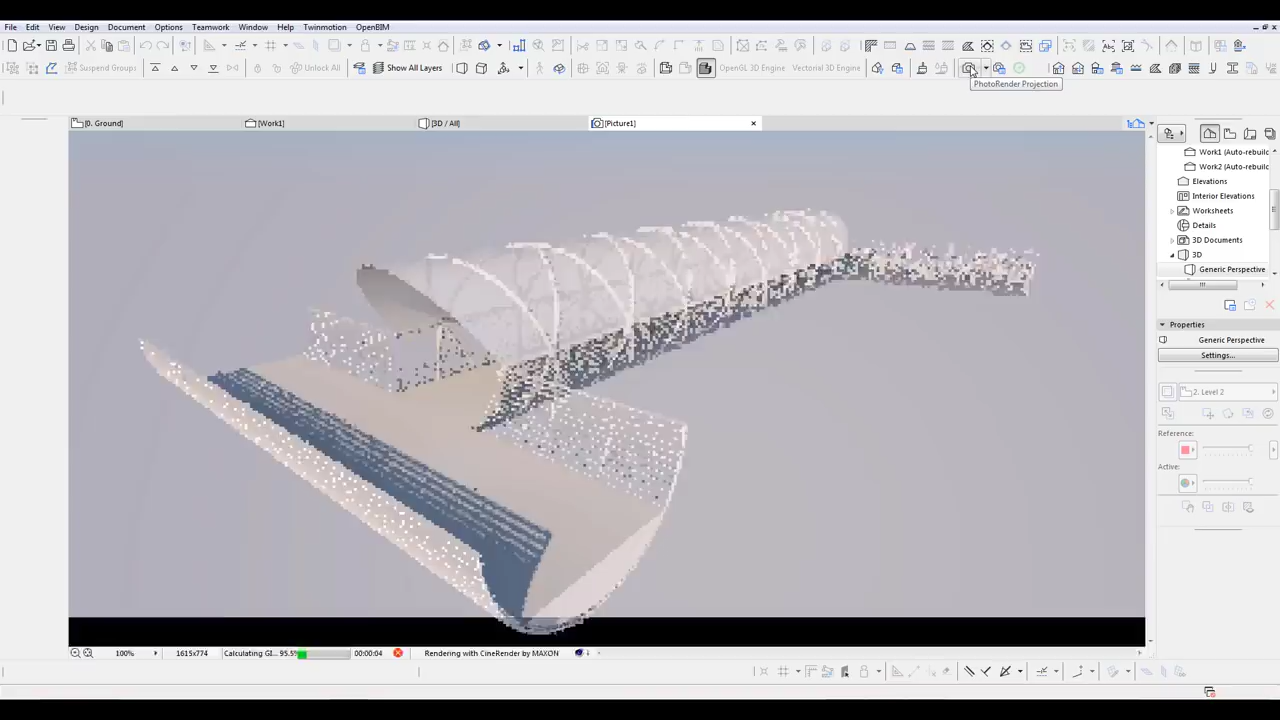 File Edit View Design Options Document Teamwork Window Help Twinmotion OpenBIM
Suspend Groups Unlock All Show All Layers OpenGL 3D Engine Vectorial 3D Engine
PhotoRender Projection
[0. Ground] [Work1] [3D / All] [Picture1]
Work1 (Auto-rebuilc
Work2 (Auto-rebuilc
Elevations
Interior Elevations
Worksheets
Details
3D Documents
3D
Generic Perspective
Properties
Generic Perspective
Settings...
2. Level 2
Reference:
Active:
100% 1615x774 Calculating GI... 95.5% 00:00:04 Rendering with CineRender by MAXON